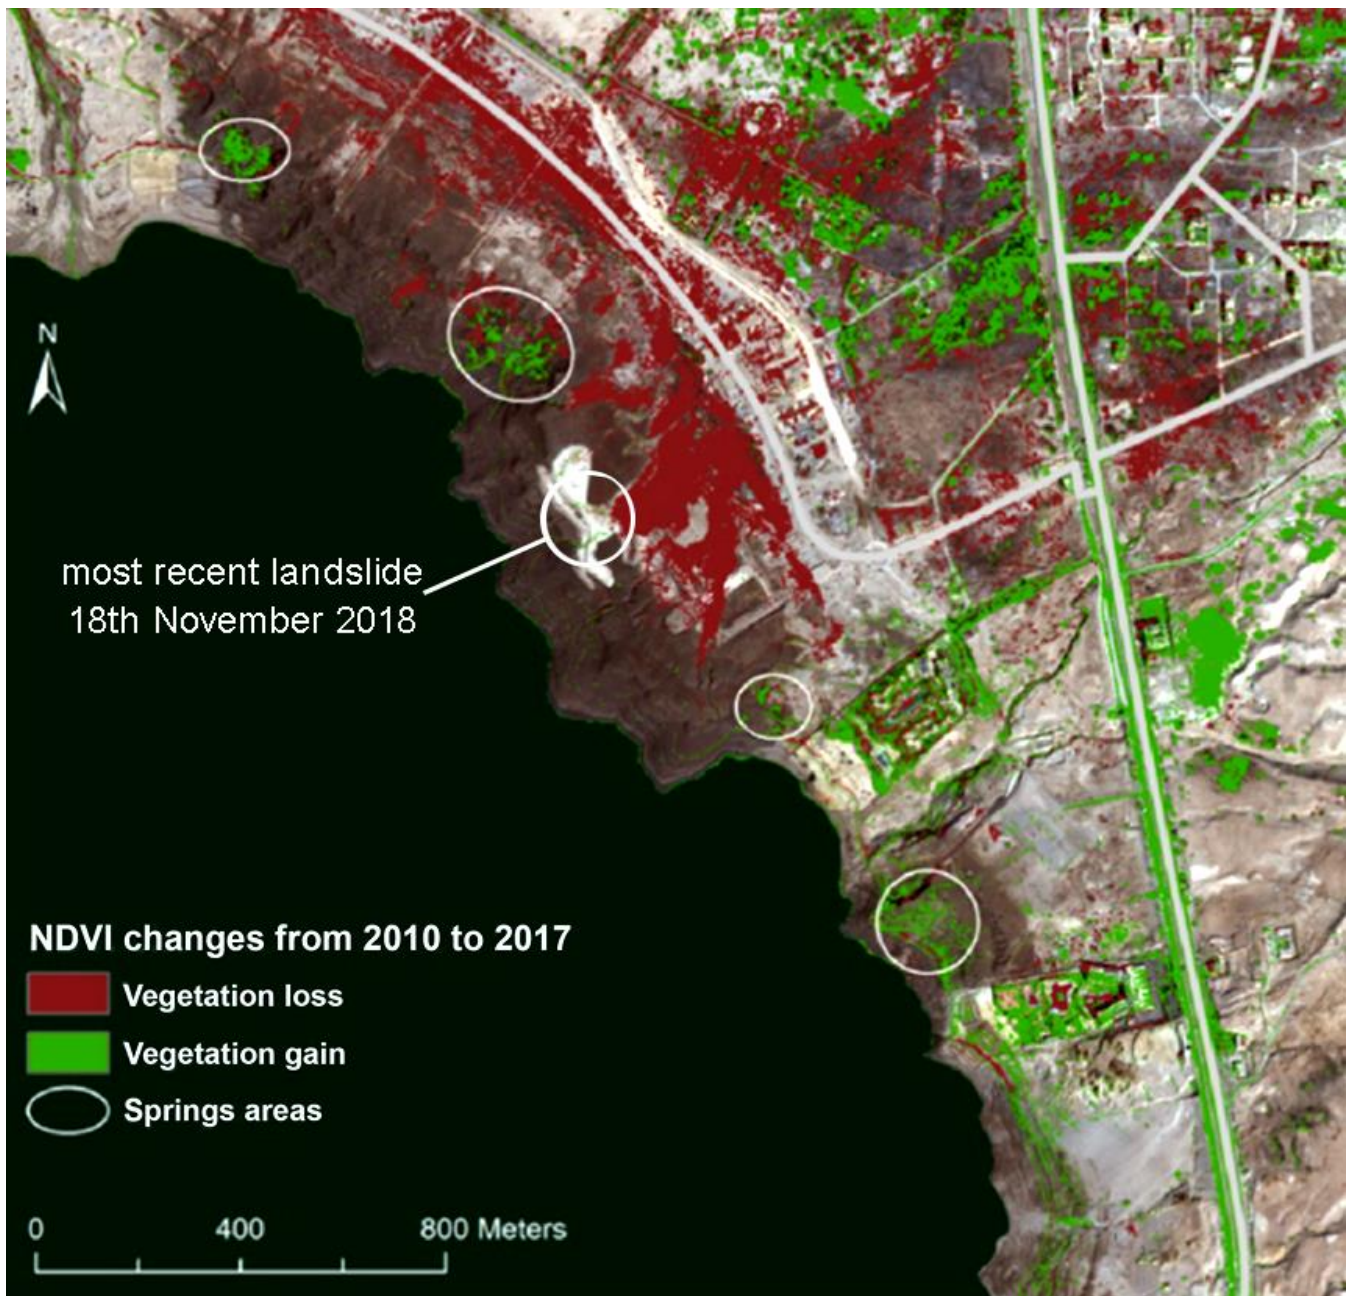 N
most recent landslide
18th November 2018
NDVI changes from 2010 to 2017
Vegetation loss
Vegetation gain
Springs areas
0 400 800 Meters